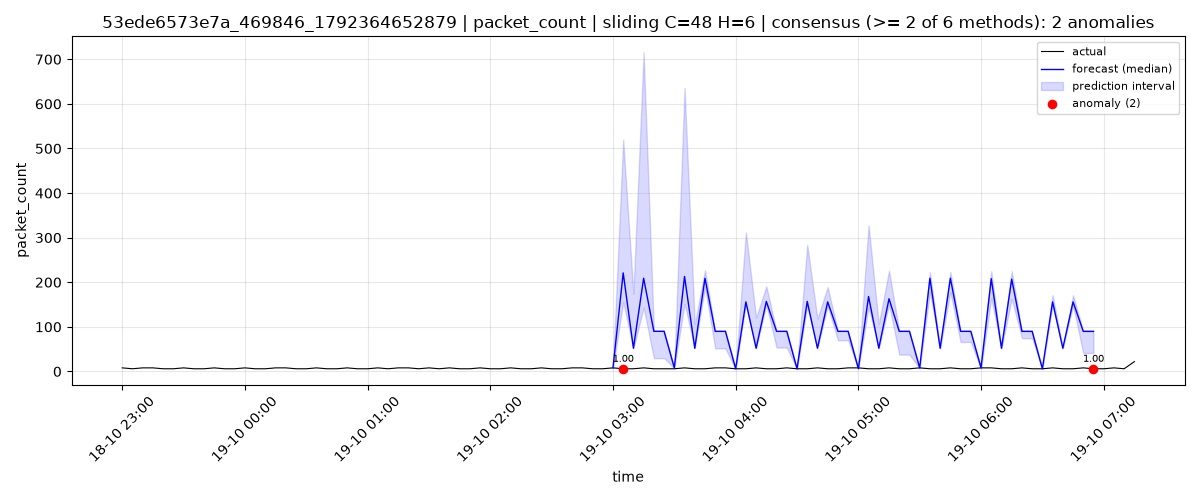 53ede6573e7a_469846_1792364652879 | packet_count | sliding C=48 H=6 | consensus (>= 2 of 6 methods): 2 anomalies
actual
forecast (median)
prediction interval
anomaly (2)
700
600
500
400
300
200
100
0
packet_count
1.00
1.00
18-10 23:00
19-10 00:00
19-10 01:00
19-10 02:00
19-10 03:00
19-10 04:00
19-10 05:00
19-10 06:00
19-10 07:00
time